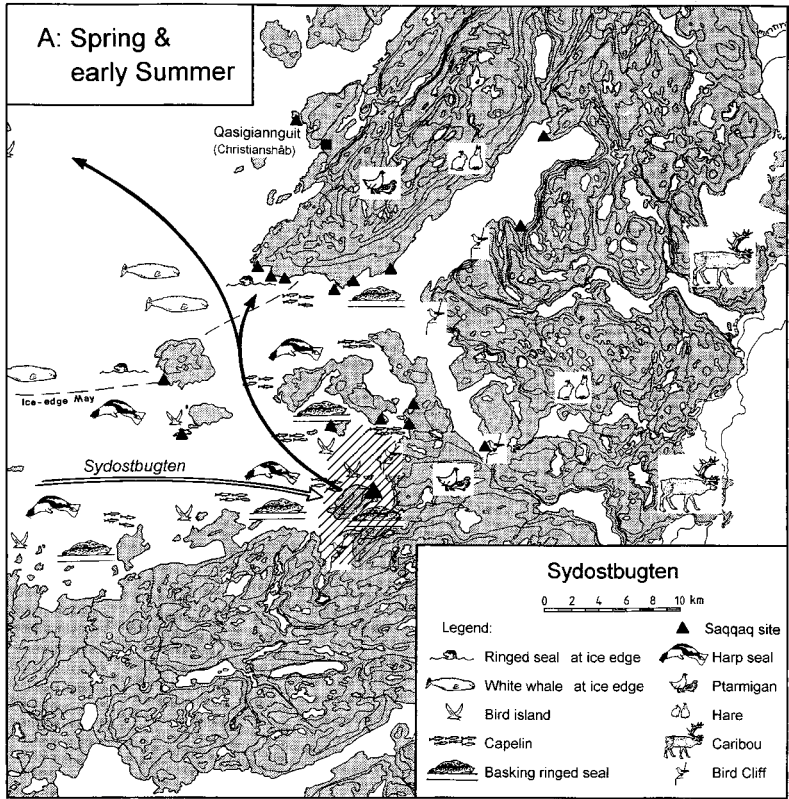 A: Spring &
early Summer
Qasigiannguit
(Christianshåb)
Ice-edge May
Sydostbugten
Sydostbugten
0 2 4 6 8 10 km
Legend:
Saqqaq site
Ringed seal at ice edge
Harp seal
White whale at ice edge
Ptarmigan
Bird island
Hare
Capelin
Caribou
Basking ringed seal
Bird Cliff